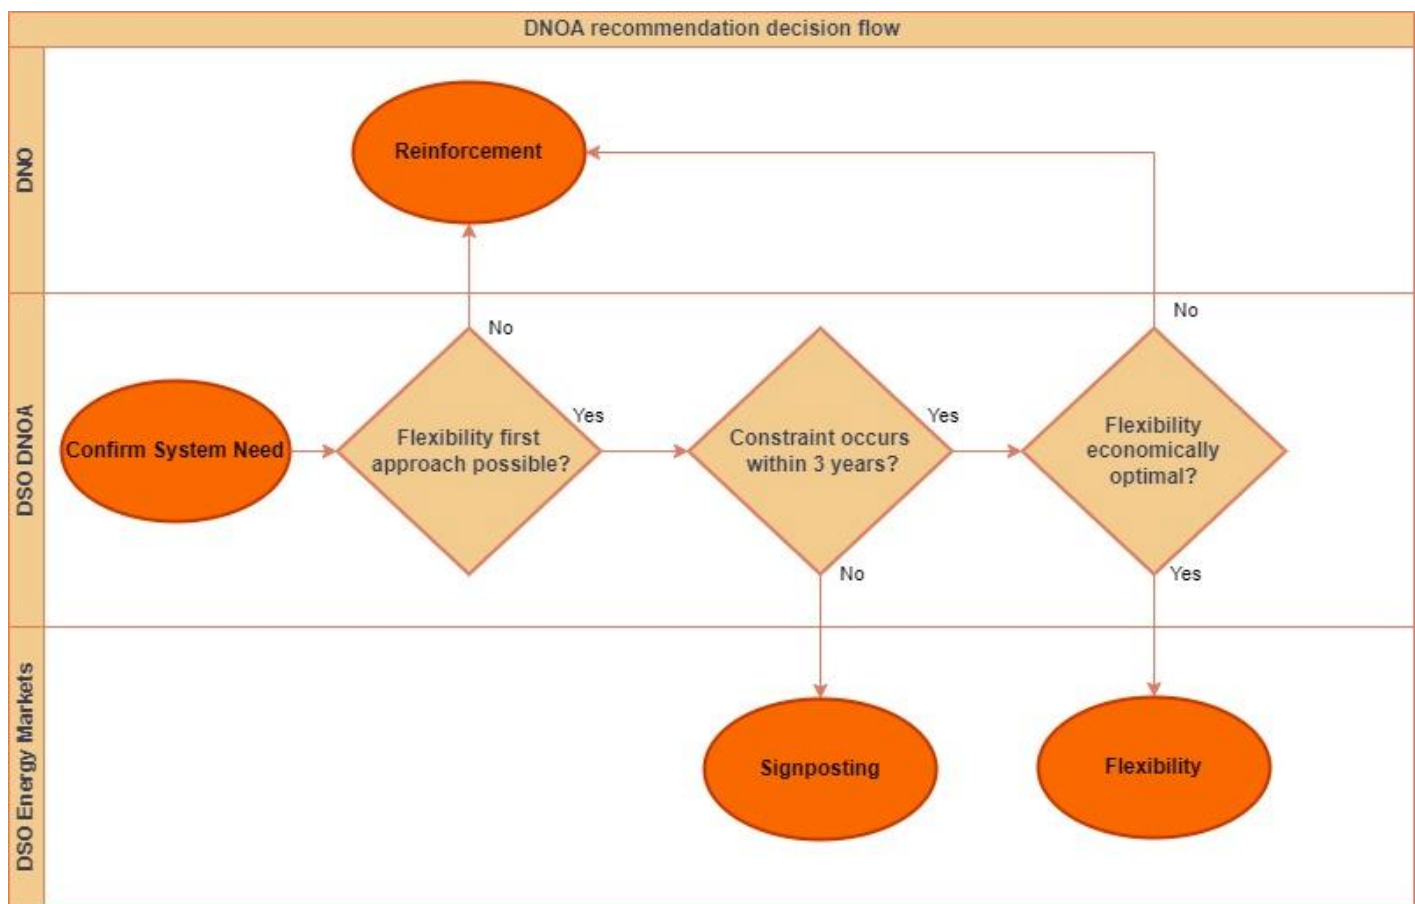 DNOA recommendation decision flow
DNO
Reinforcement
No
No
DSO DNOA
Confirm System Need
Flexibility first
approach possible?
Yes
Constraint occurs
within 3 years?
Yes
Flexibility
economically
optimal?
No
Yes
DSO Energy Markets
Signposting
Flexibility